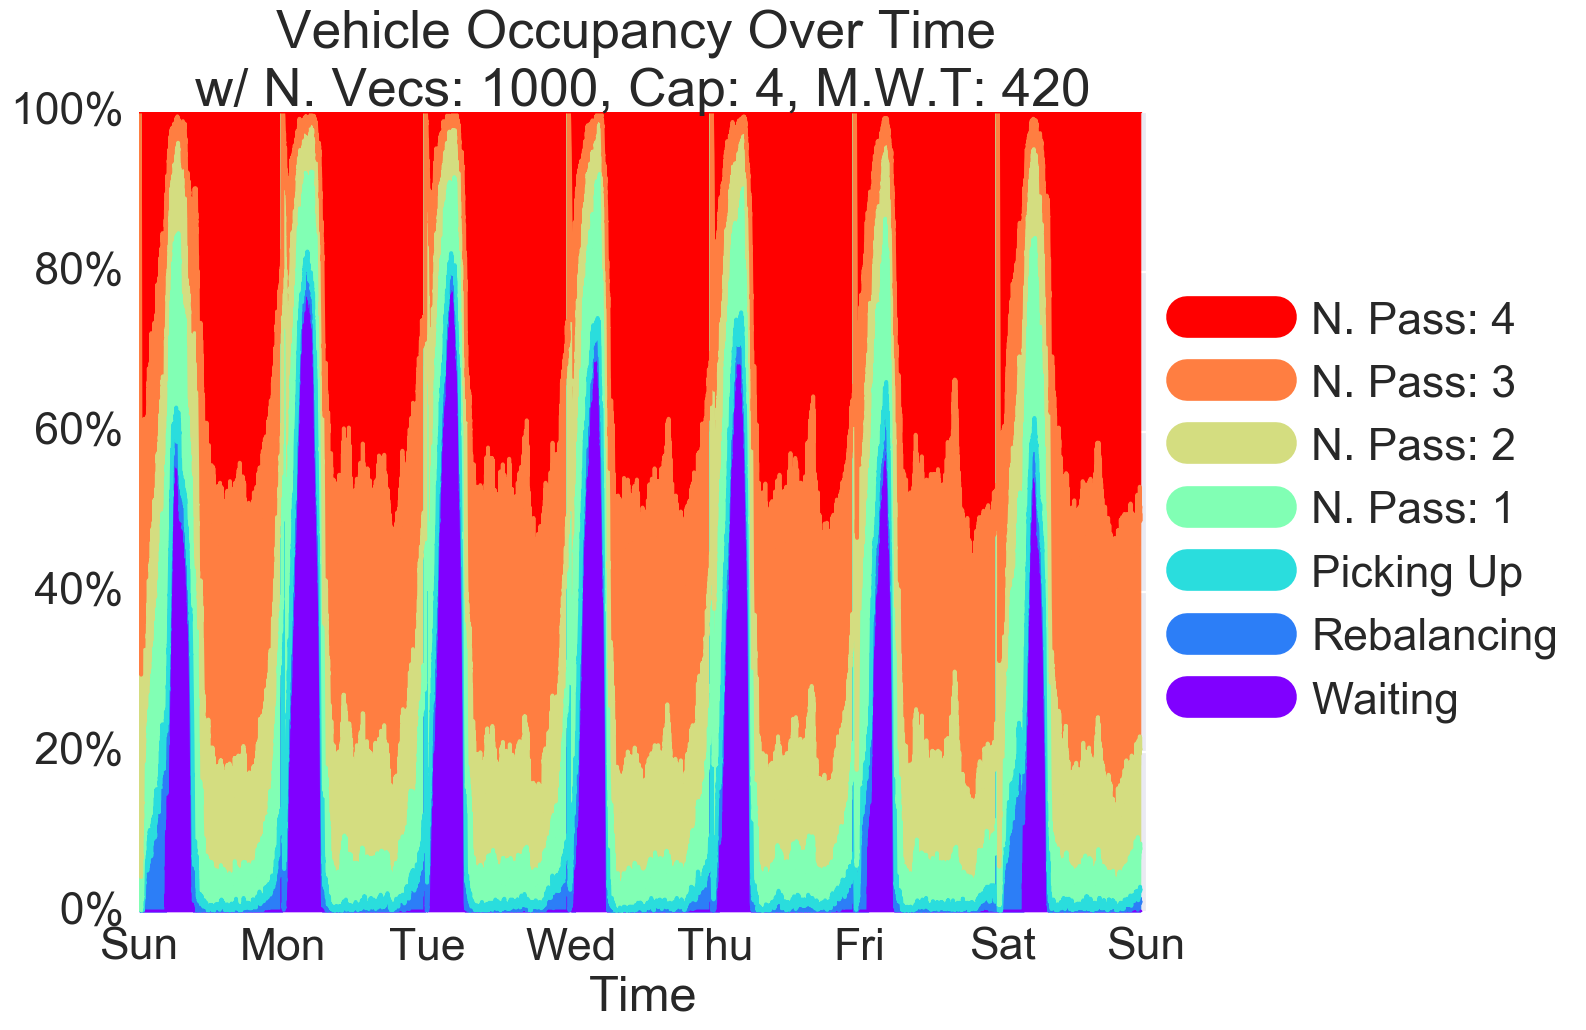 Vehicle Occupancy Over Time
w/ N. Vecs: 1000, Cap: 4, M.W.T: 420
100%
80%
60%
40%
20%
0%
N. Pass: 4
N. Pass: 3
N. Pass: 2
N. Pass: 1
Picking Up
Rebalancing
Waiting
Sun Mon Tue Wed Thu Fri Sat Sun
Time